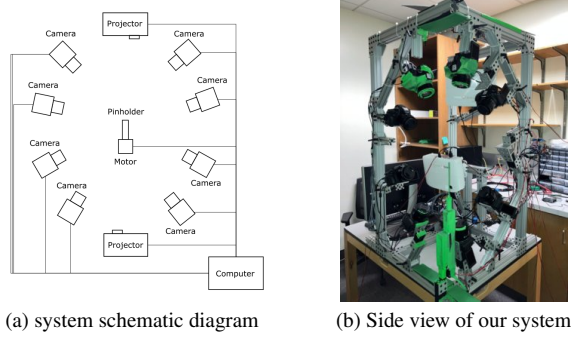 Projector
Camera
Camera
Camera
Camera
Pinholder
Motor
Camera
Camera
Camera
Camera
Projector
Computer
(a) system schematic diagram
(b) Side view of our system